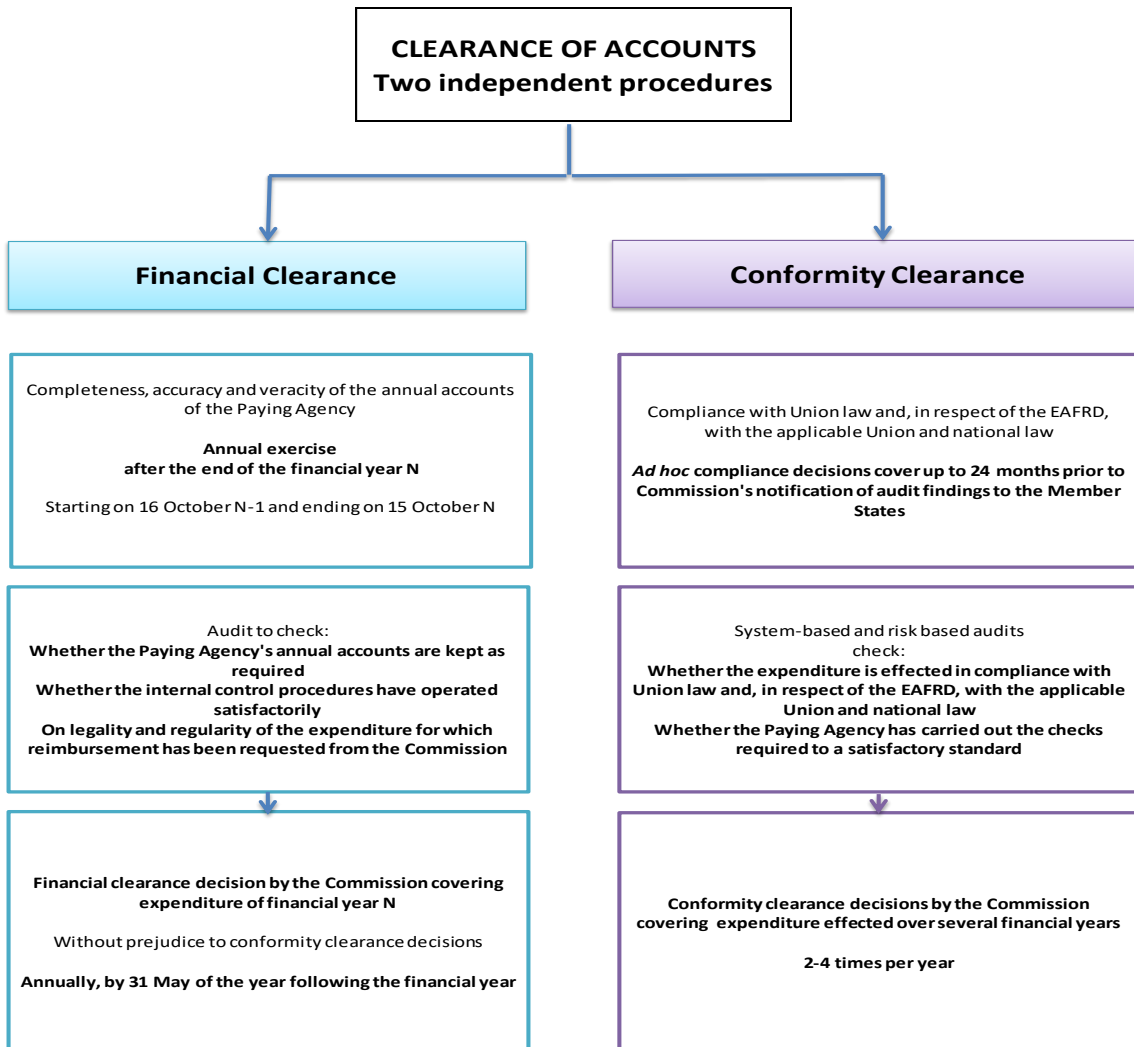 CLEARANCE OF ACCOUNTS
Two independent procedures
Financial Clearance
Completeness, accuracy and veracity of the annual accounts
of the Paying Agency
Annual exercise
after the end of the financial year N
Starting on 16 October N-1 and ending on 15 October N
Audit to check:
Whether the Paying Agency's annual accounts are kept as
required
Whether the internal control procedures have operated
satisfactorily
On legality and regularity of the expenditure for which
reimbursement has been requested from the Commission
Financial clearance decision by the Commission covering
expenditure of financial year N
Without prejudice to conformity clearance decisions
Annually, by 31 May of the year following the financial year
Conformity Clearance
Compliance with Union law and, in respect of the EAFRD,
with the applicable Union and national law
Ad hoc compliance decisions cover up to 24 months prior to
Commission's notification of audit findings to the Member
States
System-based and risk based audits
check:
Whether the expenditure is effected in compliance with
Union law and, in respect of the EAFRD, with the applicable
Union and national law
Whether the Paying Agency has carried out the checks
required to a satisfactory standard
Conformity clearance decisions by the Commission
covering expenditure effected over several financial years
2-4 times per year